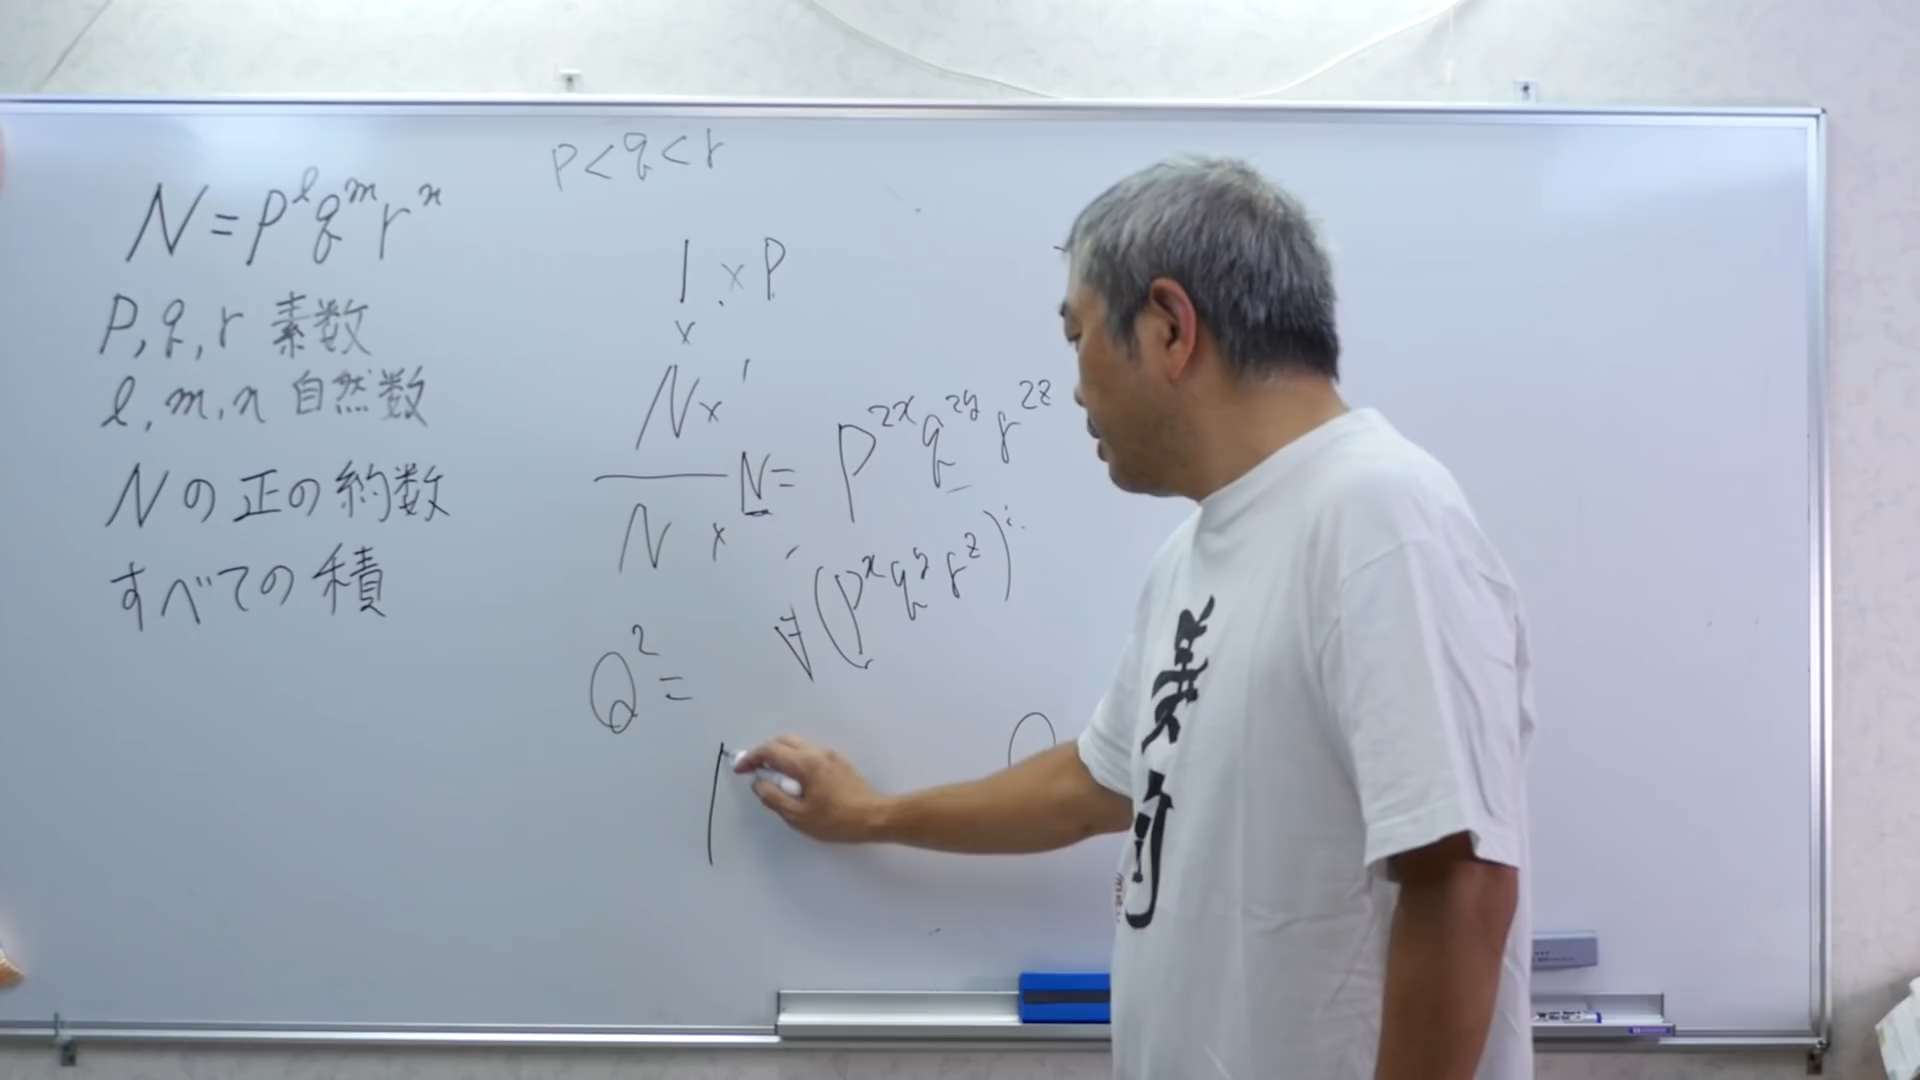 N=p^l q^m r^n
p,q,r 素数
l,m,n 自然数
Nの正の約数
すべての積
p<q<r
1×p
×
N×
N×N=p^{2x}q^{2y}r^{2z}
∀(p^x q^y r^z)
Q^2=